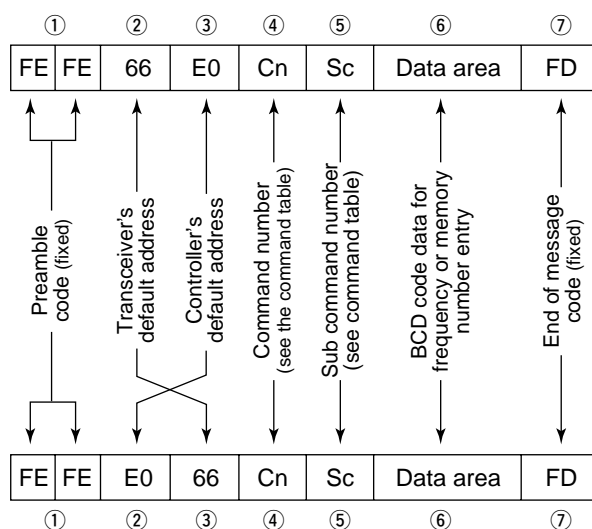 ① ② ③ ④ ⑤ ⑥ ⑦
FE FE 66 E0 Cn Sc Data area FD
Preamble
code (fixed)
Transceiver’s
default address
Controller’s
default address
Command number
(see the command table)
Sub command number
(see command table)
BCD code data for
frequency or memory
number entry
End of message
code (fixed)
FE FE E0 66 Cn Sc Data area FD
① ② ③ ④ ⑤ ⑥ ⑦